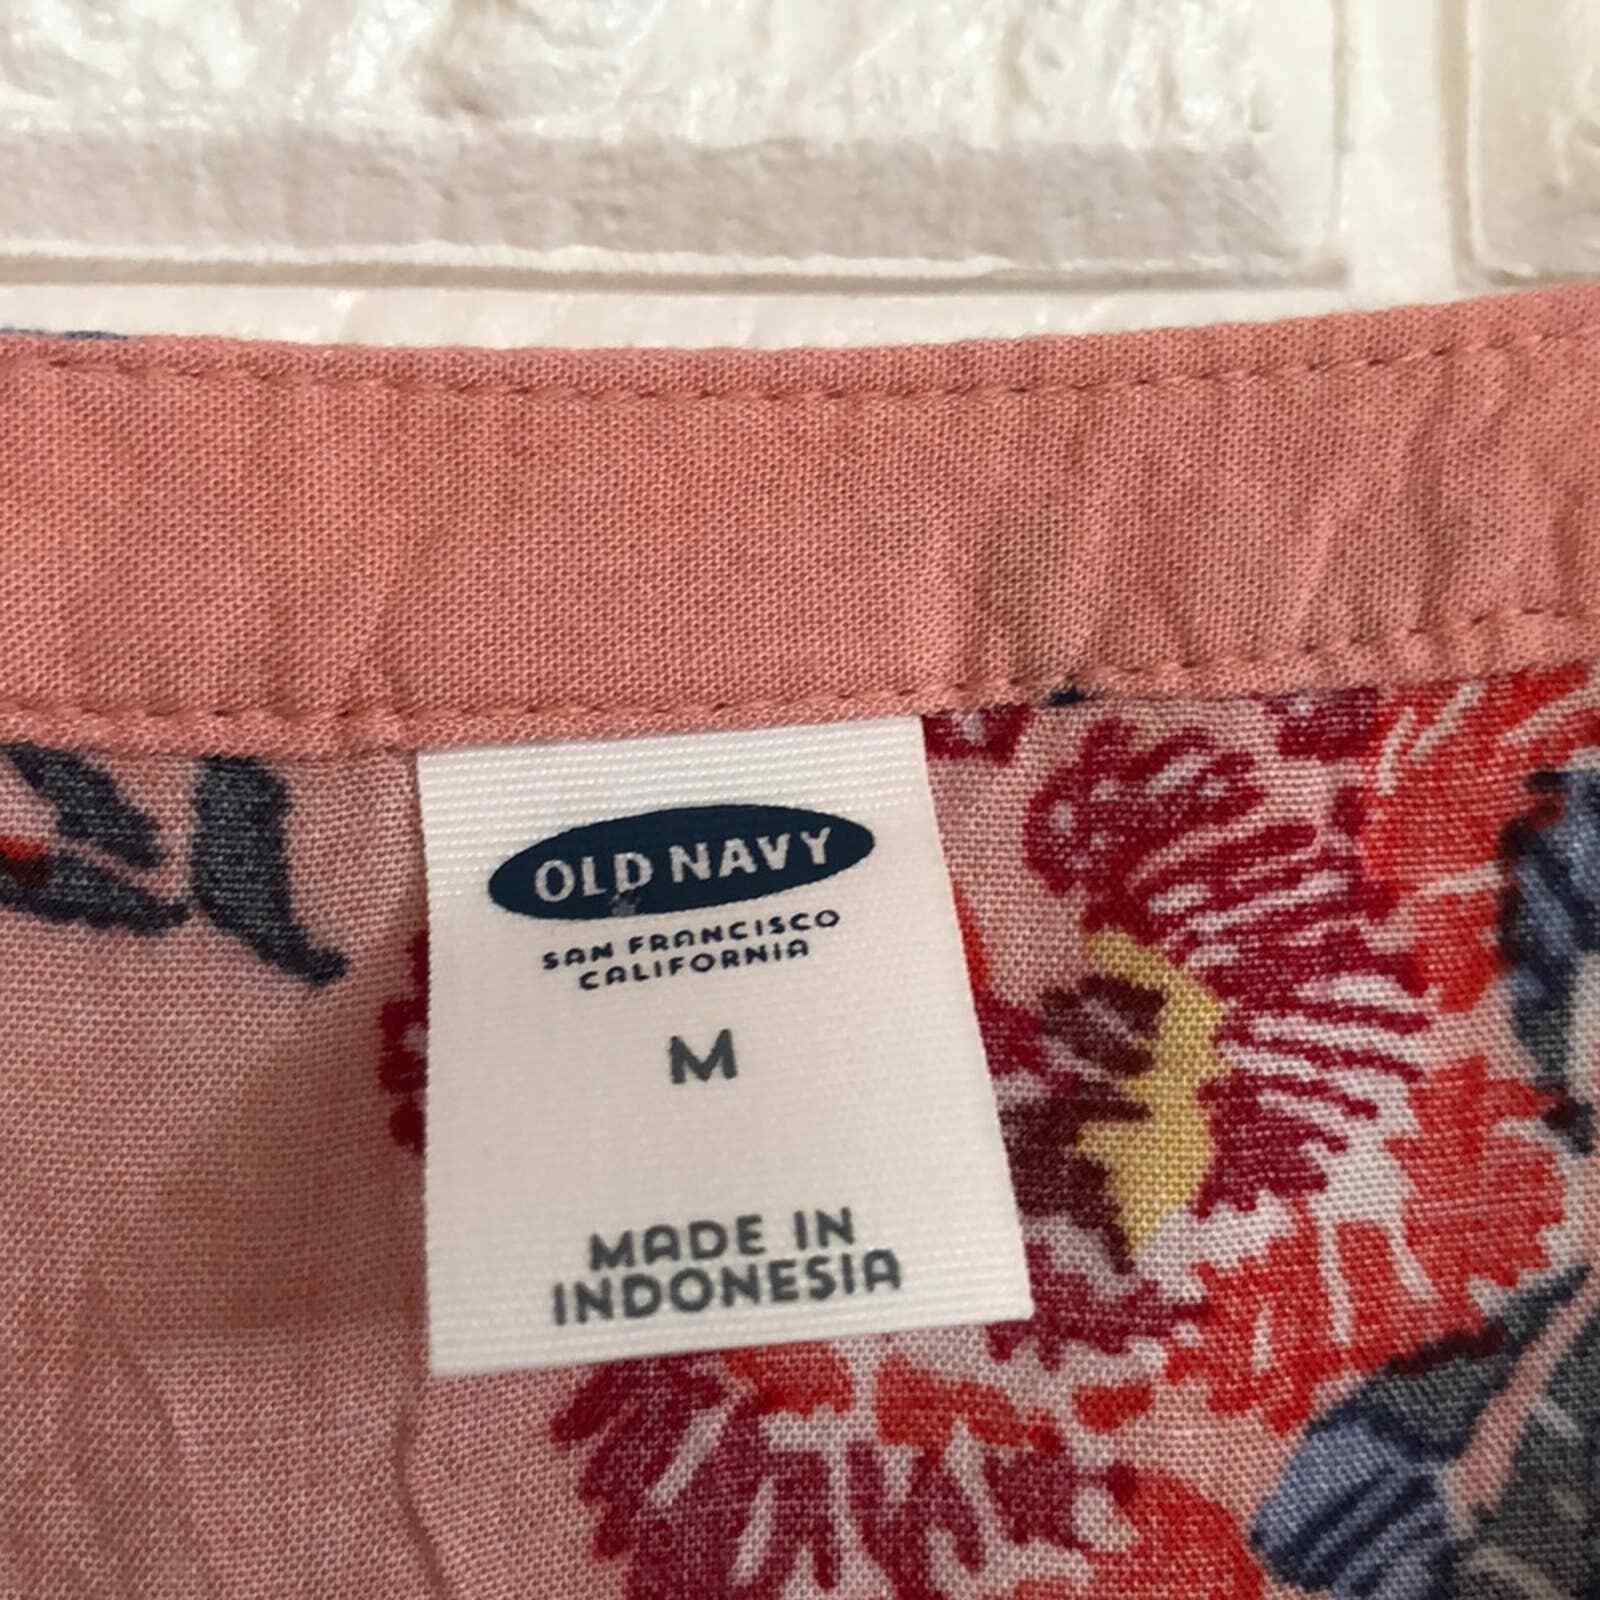 OLD NAVY
SAN FRANCISCO
CALIFORNIA
M
MADE IN
INDONESIA